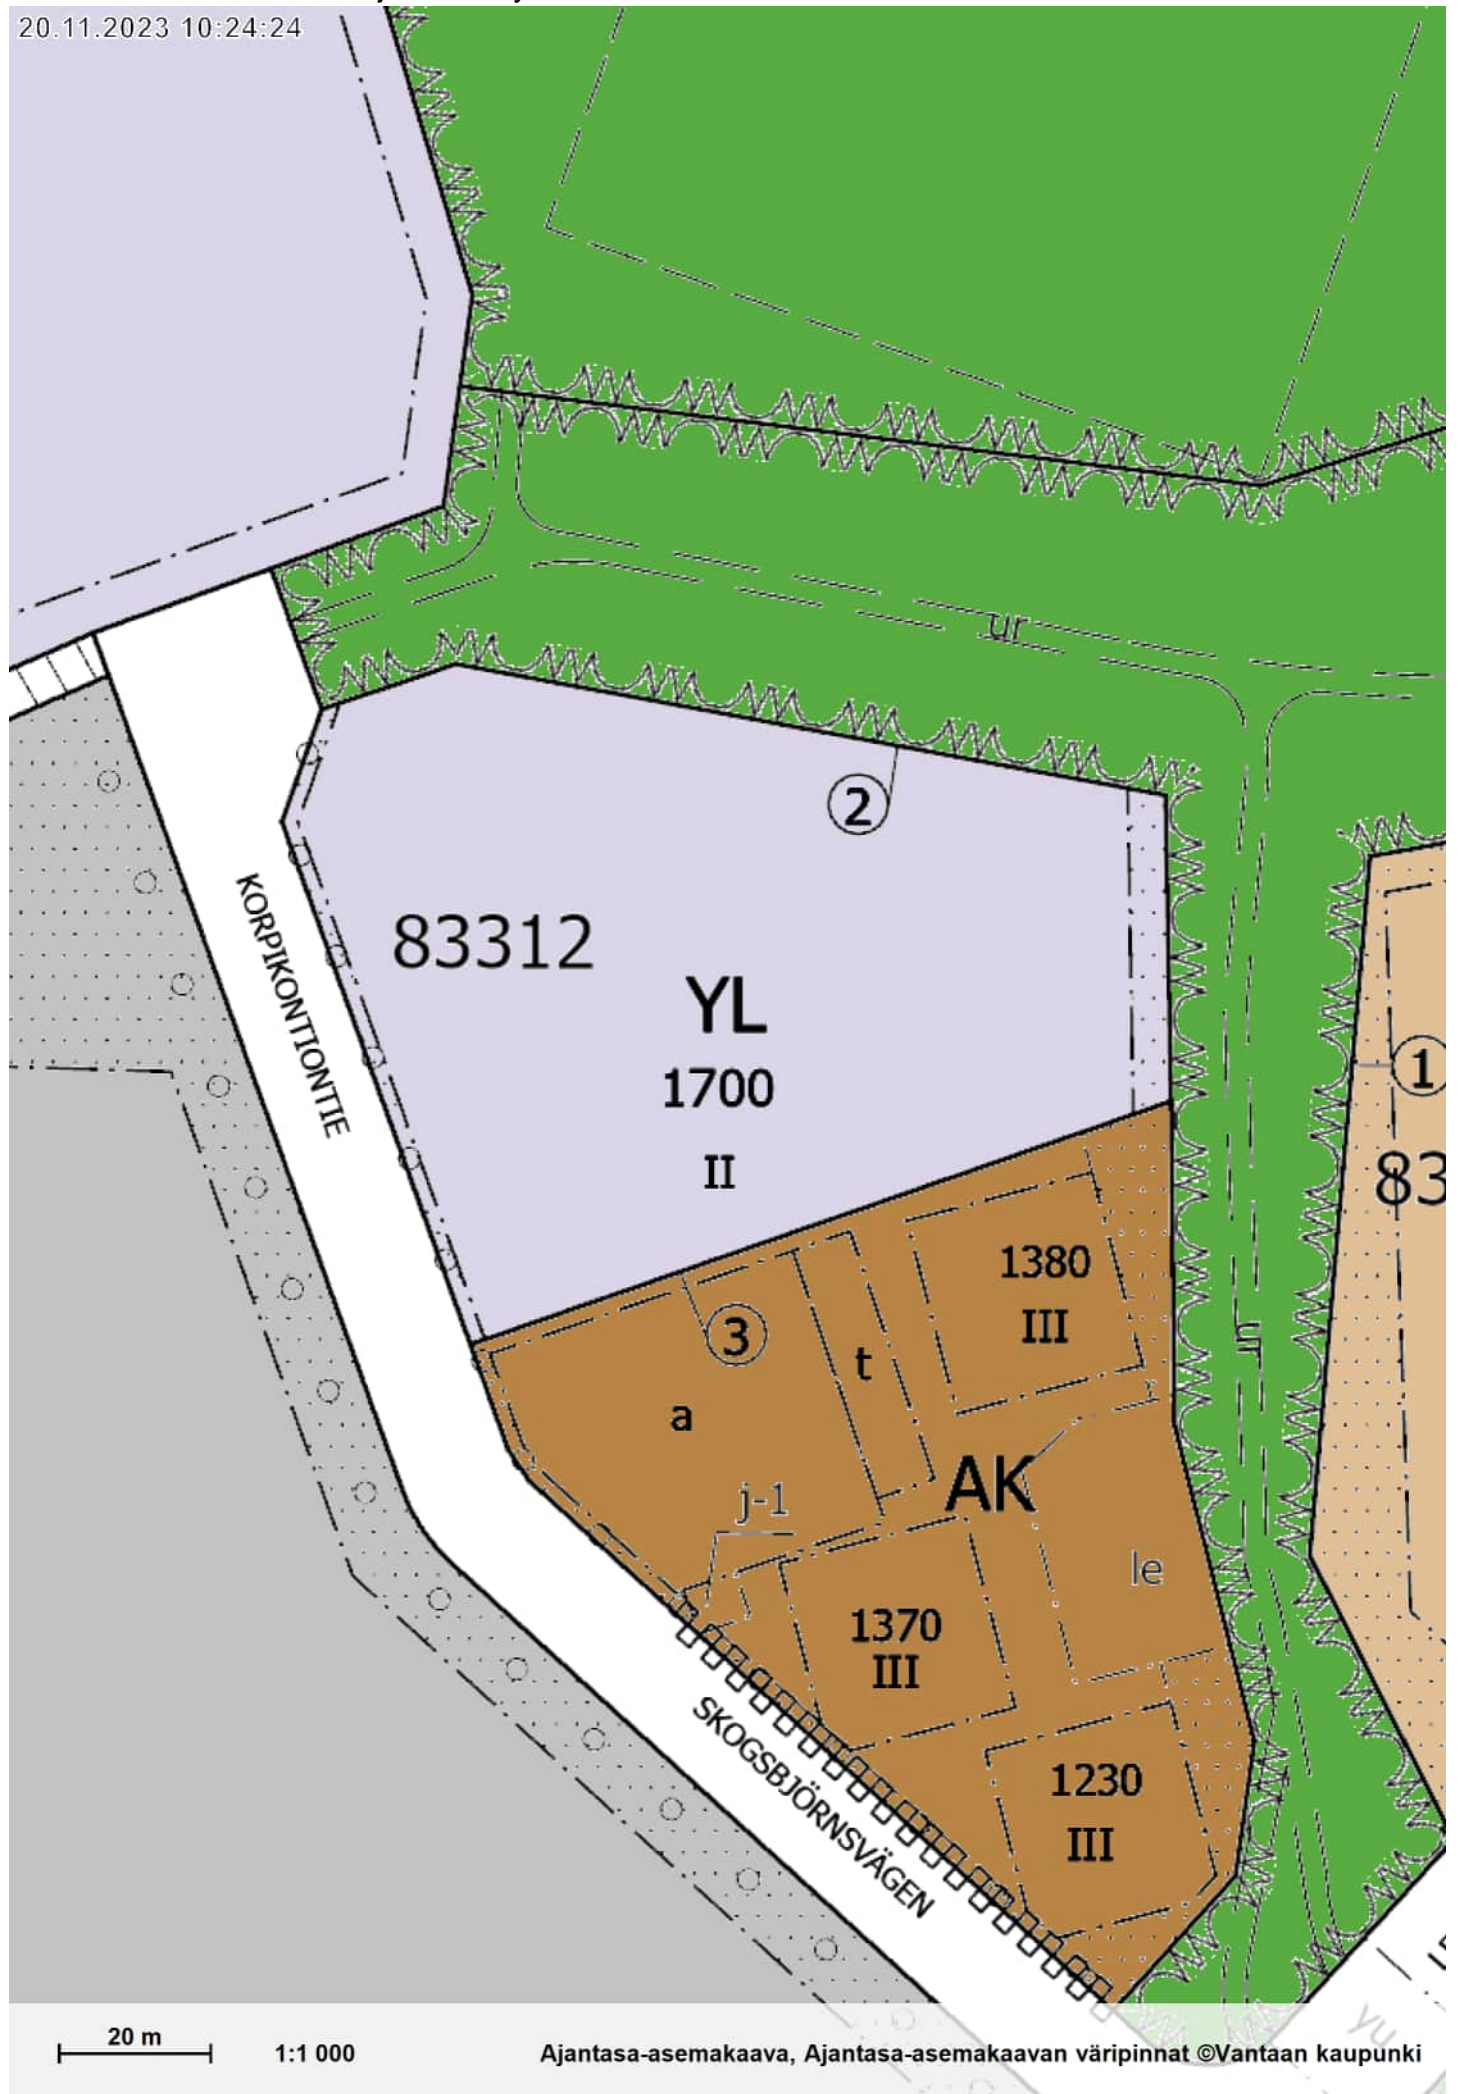 20.11.2023 10:24:24
ur
2
KORPIKONTIONTIE
83312
YL
1700
II
1
83
1380
III
3
t
a
ur
r
AK
j-1
le
1370
III
SKOGSBJÖRNSVÄGEN
1230
III
yu
20 m
1:1 000
Ajantasa-asemakaava, Ajantasa-asemakaavan väripinnat ©Vantaan kaupunki